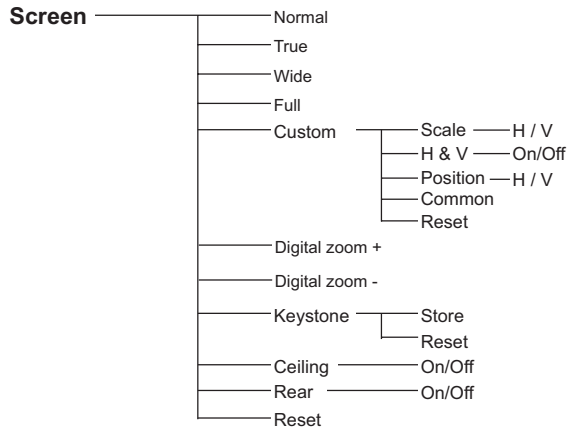 Screen Normal
True
Wide
Full
Custom Scale H / V
H & V On/Off
Position H / V
Common
Reset
Digital zoom +
Digital zoom -
Keystone Store
Reset
Ceiling On/Off
Rear On/Off
Reset